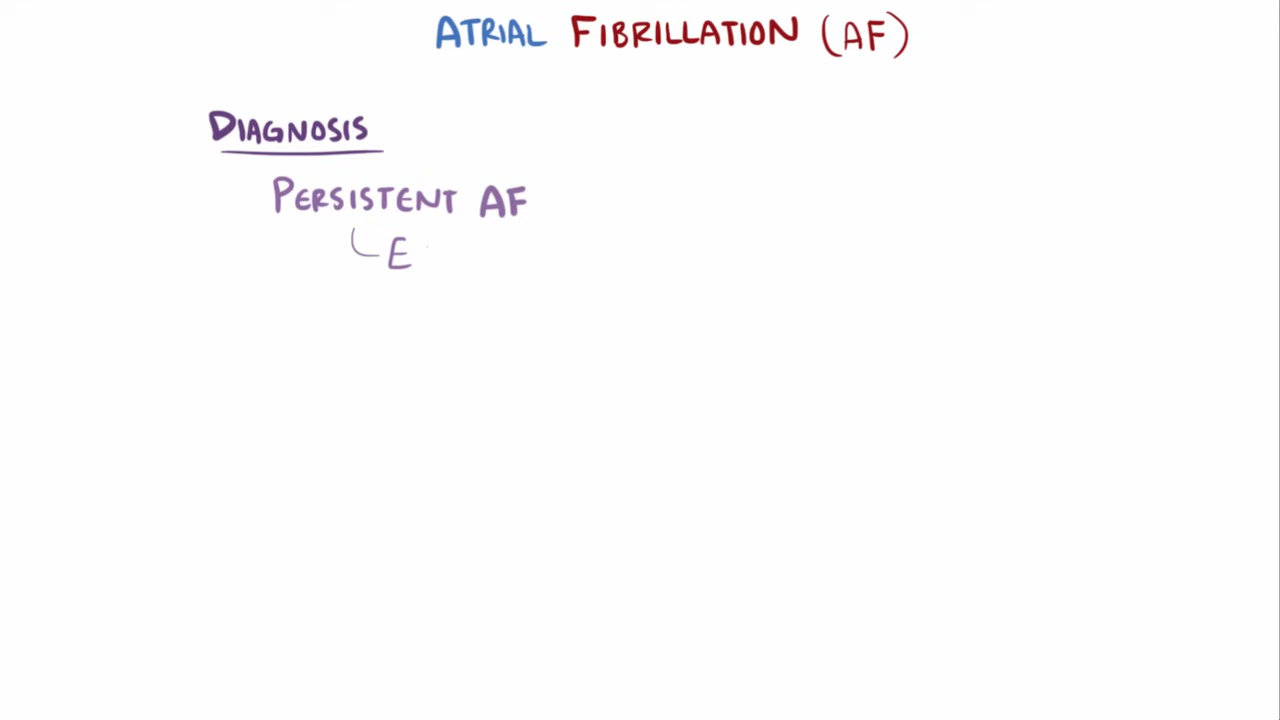 ATRIAL FIBRILLATION (AF)
DIAGNOSIS
PERSISTENT AF
E